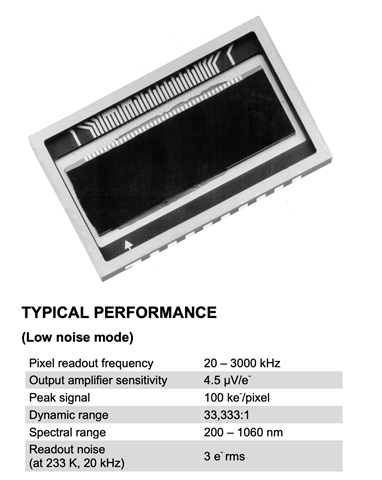 TYPICAL PERFORMANCE
(Low noise mode)
Pixel readout frequency 20 – 3000 kHz
Output amplifier sensitivity 4.5 µV/e⁻
Peak signal 100 ke⁻/pixel
Dynamic range 33,333:1
Spectral range 200 – 1060 nm
Readout noise
(at 233 K, 20 kHz) 3 e⁻ rms